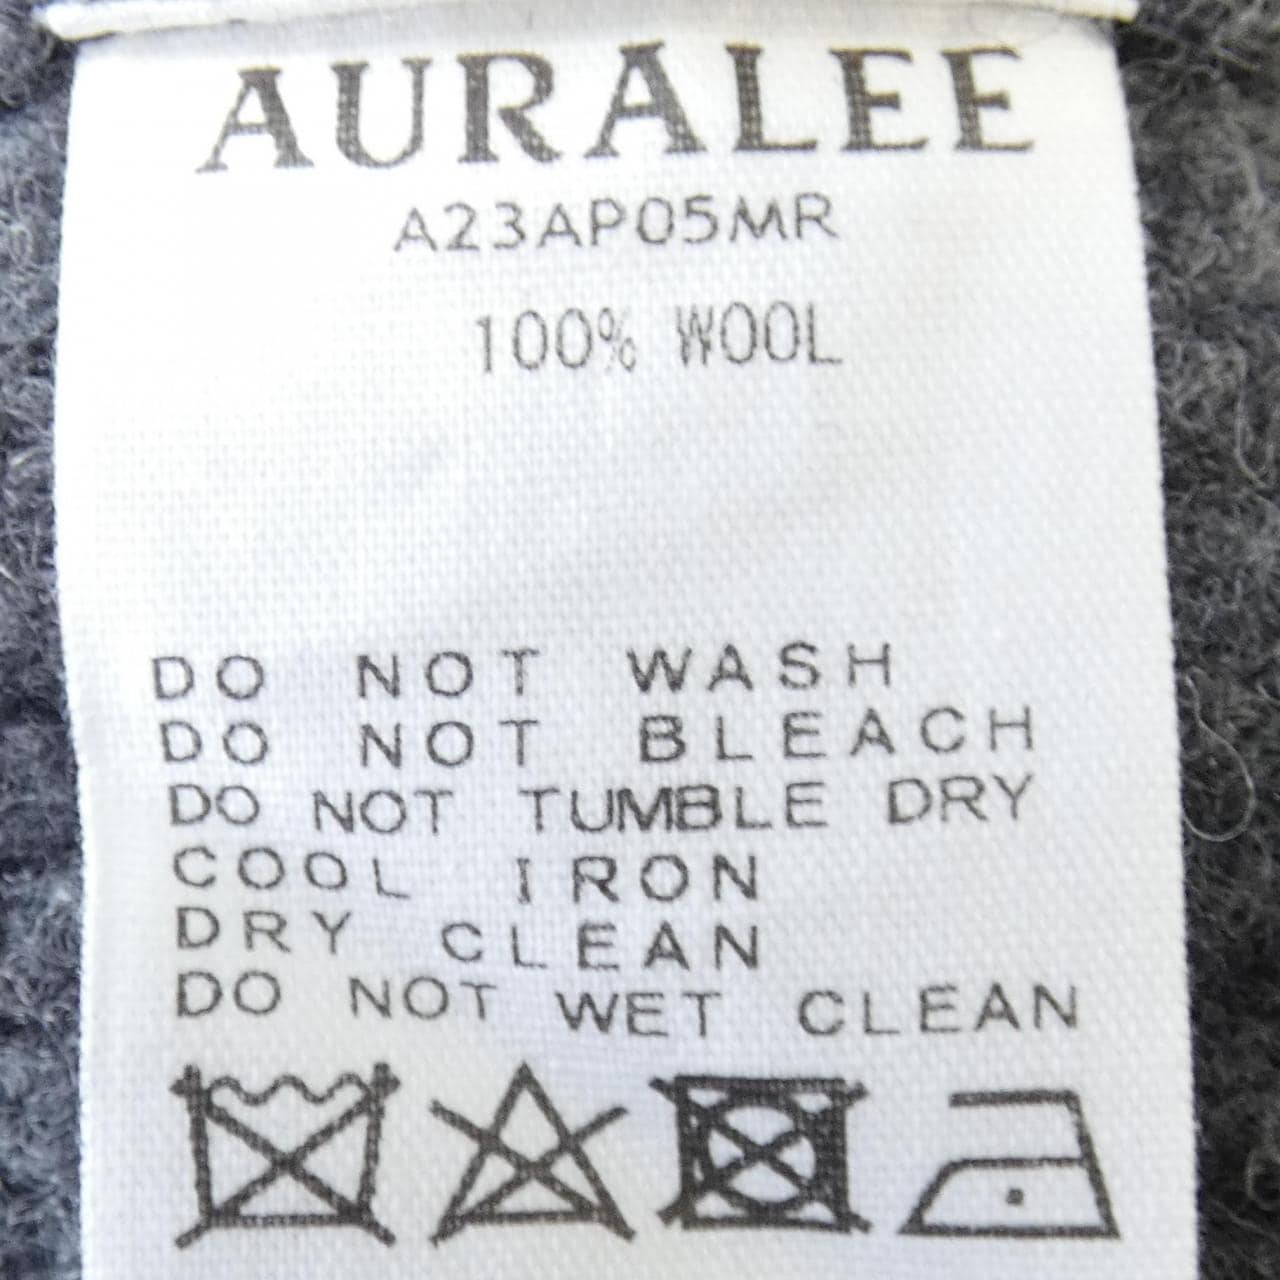 AURALEE
A23AP05MR
100% WOOL
DO NOT WASH
DO NOT BLEACH
DO NOT TUMBLE DRY
COOL IRON
DRY CLEAN
DO NOT WET CLEAN